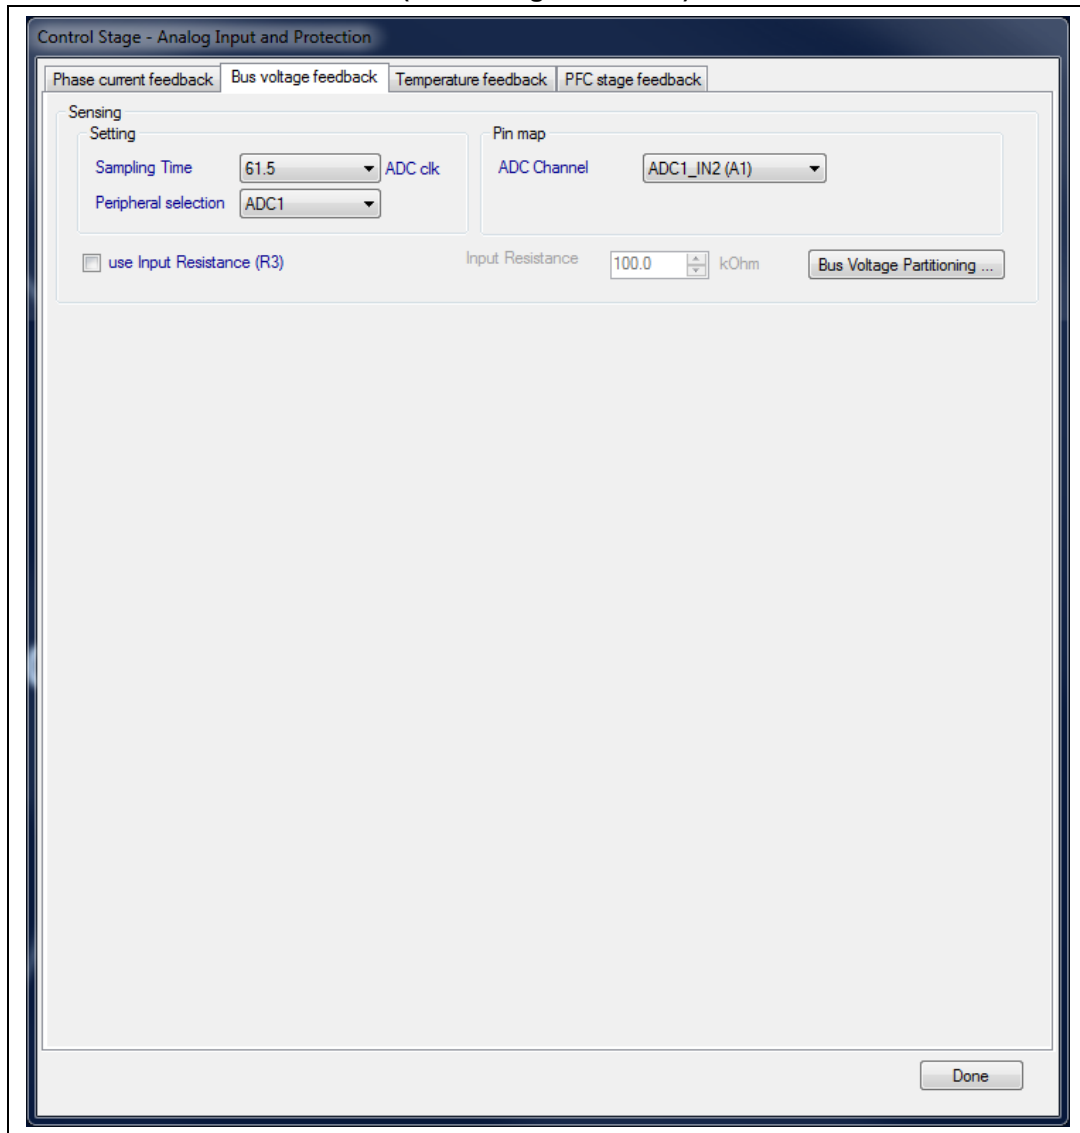 Control Stage - Analog Input and Protection
Phase current feedback Bus voltage feedback Temperature feedback PFC stage feedback
Sensing
Setting Pin map
Sampling Time 61.5 ADC clk ADC Channel ADC1_IN2 (A1)
Peripheral selection ADC1
use Input Resistance (R3) Input Resistance 100.0 kOhm Bus Voltage Partitioning ...
Done